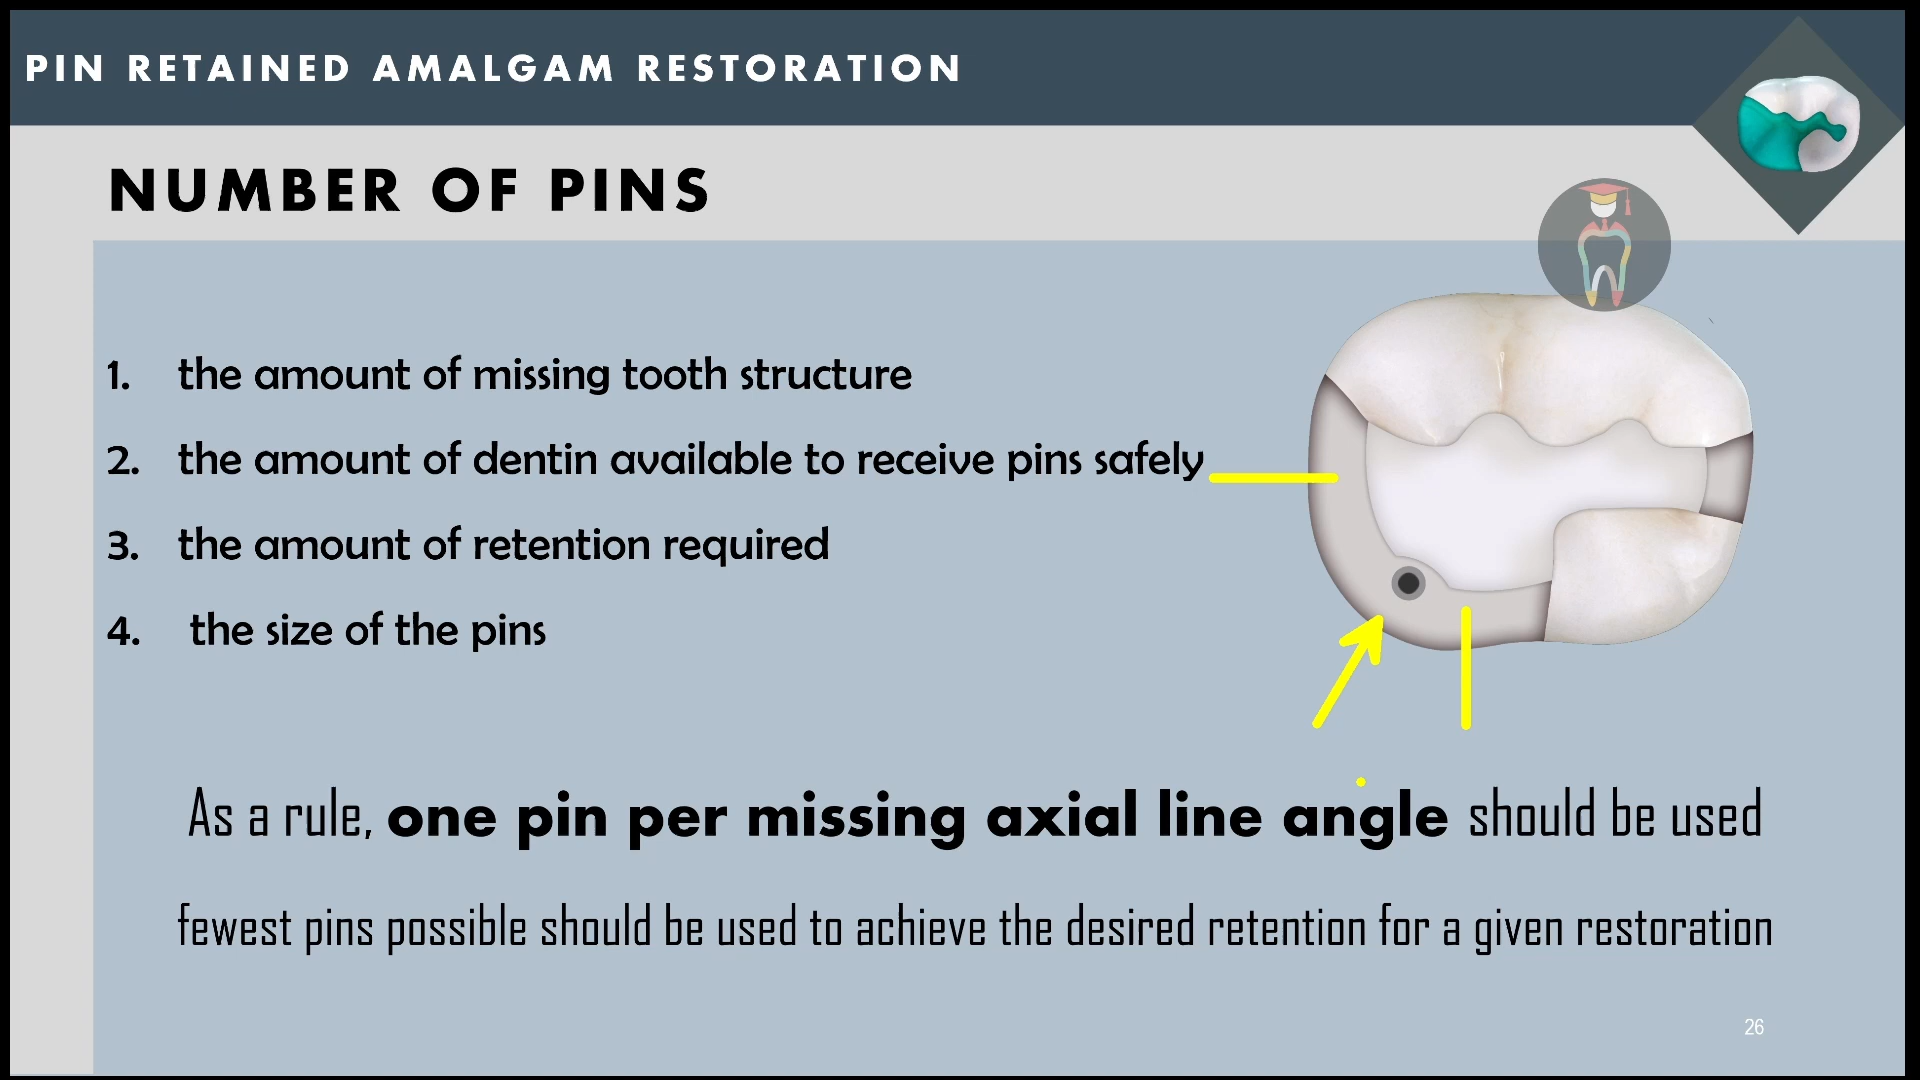 PIN RETAINED AMALGAM RESTORATION
NUMBER OF PINS
1. the amount of missing tooth structure
2. the amount of dentin available to receive pins safely
3. the amount of retention required
4. the size of the pins
As a rule, one pin per missing axial line angle should be used
fewest pins possible should be used to achieve the desired retention for a given restoration
26